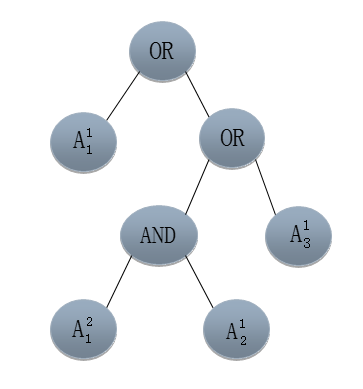 OR
A₁¹
OR
AND
A₃¹
A₁²
A₂¹